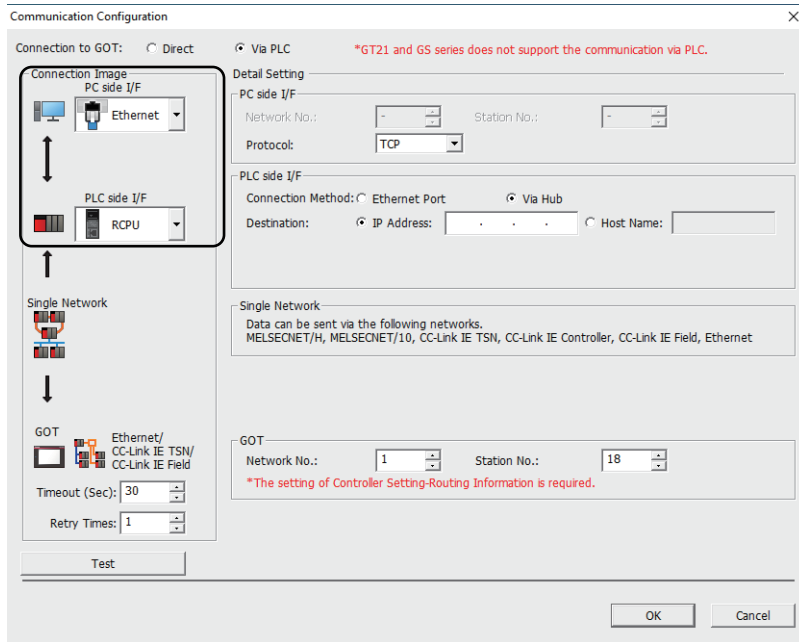 Communication Configuration
Connection to GOT: Direct Via PLC *GT21 and GS series does not support the communication via PLC.
Connection Image
PC side I/F
Ethernet
PLC side I/F
RCPU
Single Network
GOT
Ethernet/
CC-Link IE TSN/
CC-Link IE Field
Timeout (Sec): 30
Retry Times: 1
Test
Detail Setting
PC side I/F
Network No.: - Station No.: -
Protocol: TCP
PLC side I/F
Connection Method: Ethernet Port Via Hub
Destination: IP Address: . . . Host Name:
Single Network
Data can be sent via the following networks.
MELSECNET/H, MELSECNET/10, CC-Link IE TSN, CC-Link IE Controller, CC-Link IE Field, Ethernet
GOT
Network No.: 1 Station No.: 18
*The setting of Controller Setting-Routing Information is required.
OK Cancel